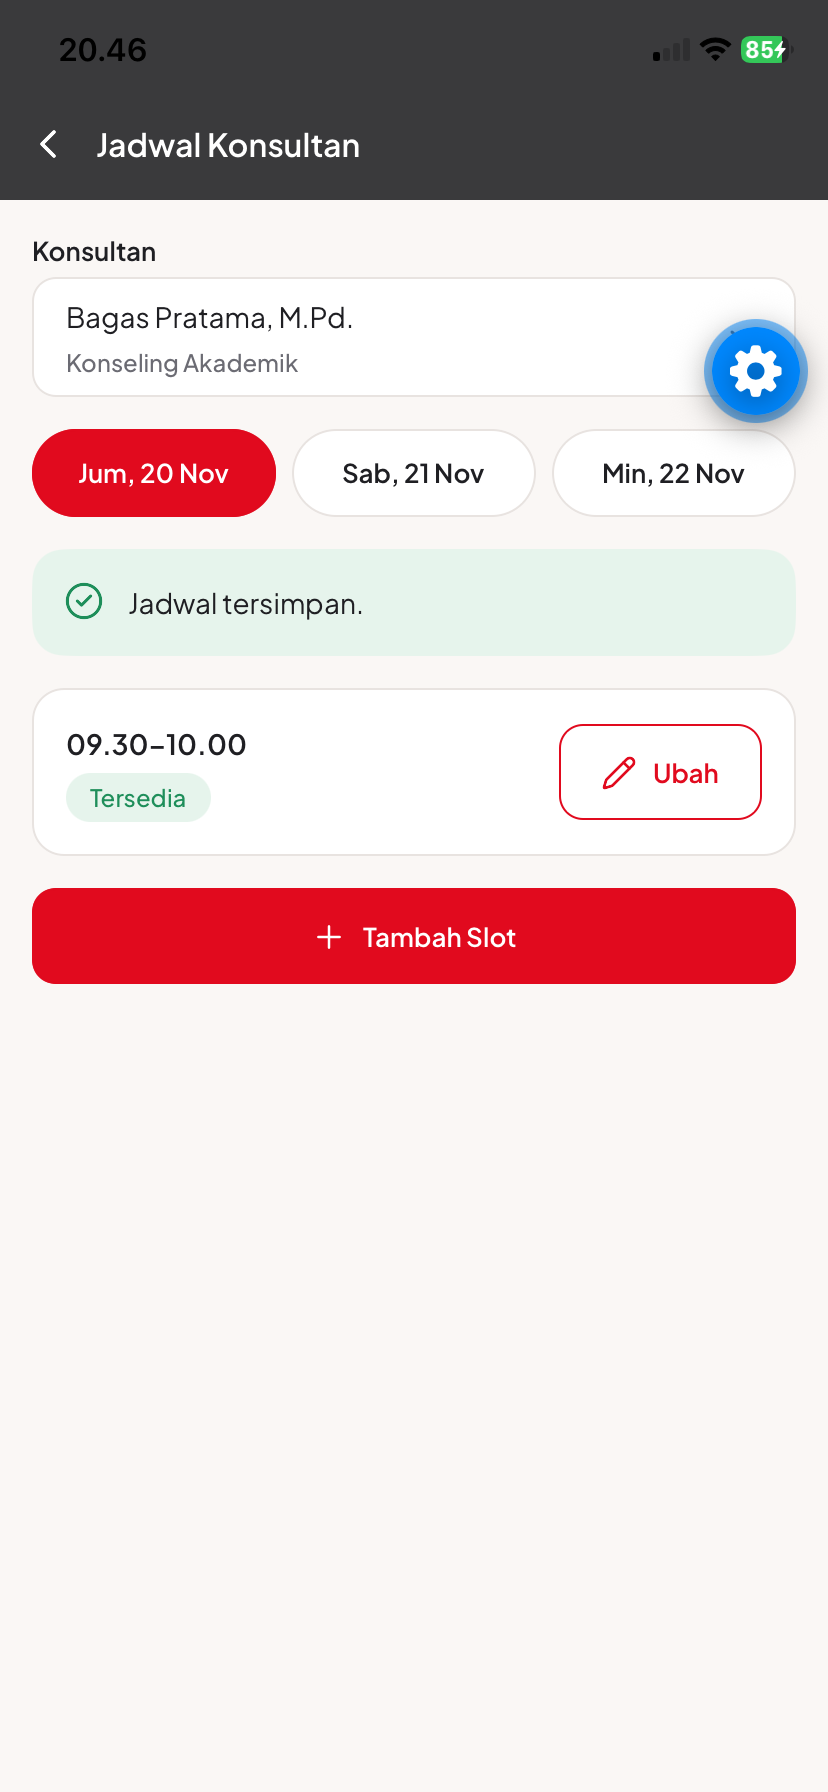 20.46
85
Jadwal Konsultan
Konsultan
Bagas Pratama, M.Pd.
Konseling Akademik
Jum, 20 Nov
Sab, 21 Nov
Min, 22 Nov
Jadwal tersimpan.
09.30–10.00
Tersedia
Ubah
Tambah Slot